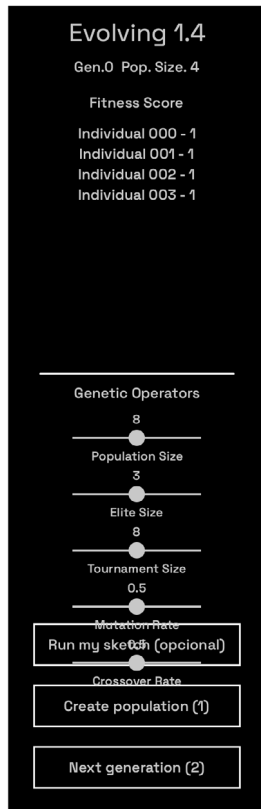 Evolving 1.4
Gen.0 Pop. Size. 4
Fitness Score
Individual 000 - 1
Individual 001 - 1
Individual 002 - 1
Individual 003 - 1
Genetic Operators
8
Population Size
3
Elite Size
8
Tournament Size
0.5
Mutation Rate
Run my sketch (opcional)
0.5
Crossover Rate
Create population (1)
Next generation (2)